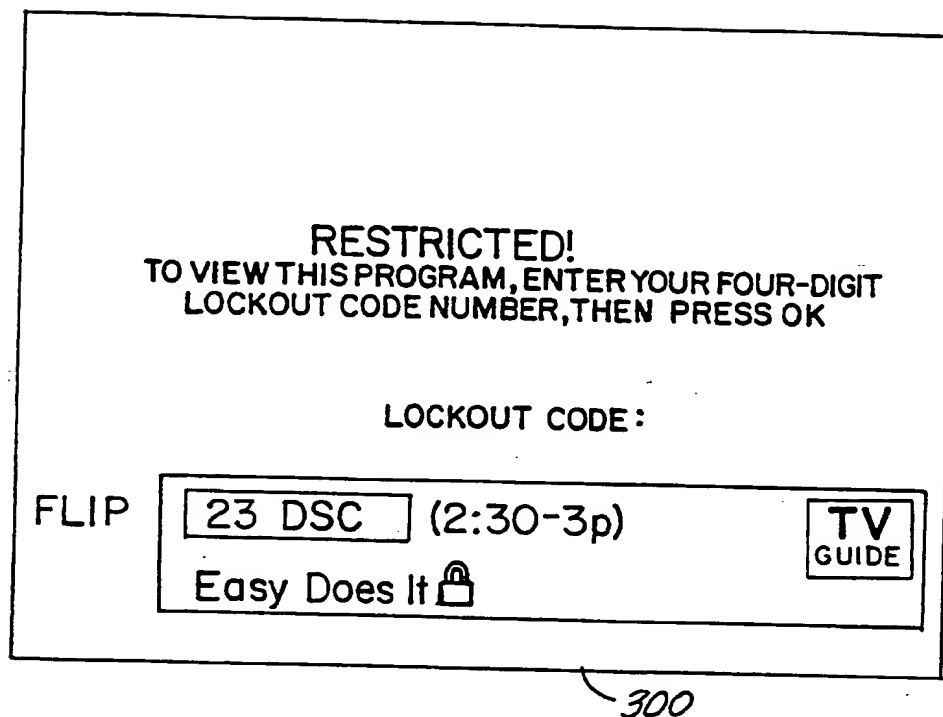 RESTRICTED!
TO VIEW THIS PROGRAM, ENTER YOUR FOUR-DIGIT
LOCKOUT CODE NUMBER, THEN PRESS OK
LOCKOUT CODE:
FLIP
23 DSC (2:30-3p)
TV
GUIDE
Easy Does It
300